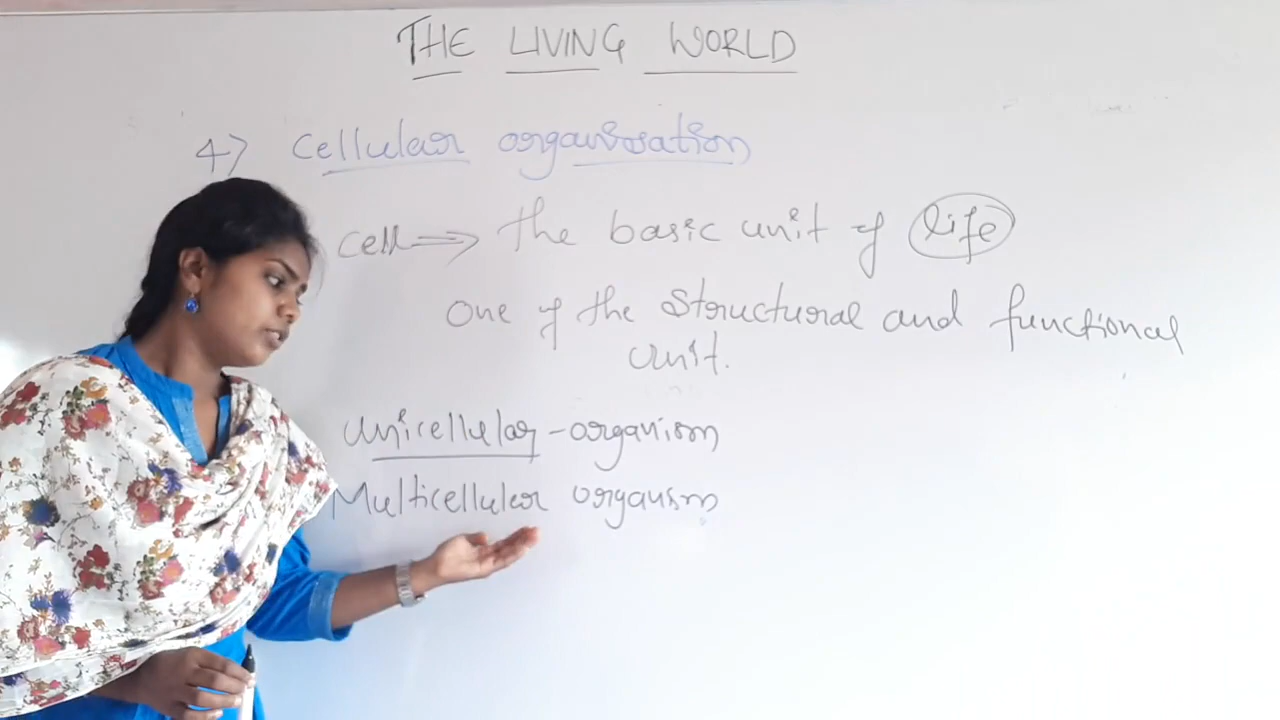 THE LIVING WORLD
4) Cellular organisation
Cell ⇒ the basic unit of life
One of the Structural and functional
unit.
Unicellular - organism
Multicellular organism